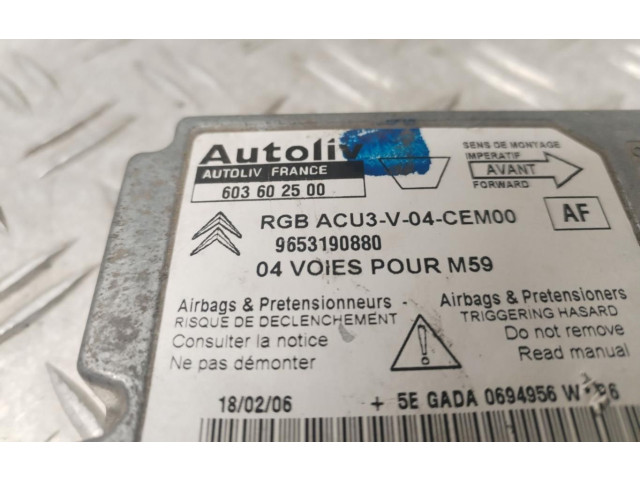 Autoliv
AUTOLIV FRANCE
603 60 25 00
SENS DE MONTAGE
IMPERATIF
AVANT
FORWARD
RGB ACU3-V-04-CEM00
AF
9653190880
04 VOIES POUR M59
Airbags & Pretensionneurs -
RISQUE DE DECLENCHEMENT
Consulter la notice
Ne pas démonter
Airbags & Pretensioners
TRIGGERING HASARD
Do not remove
Read manual
18/02/06
+ 5E GADA 0694956 W